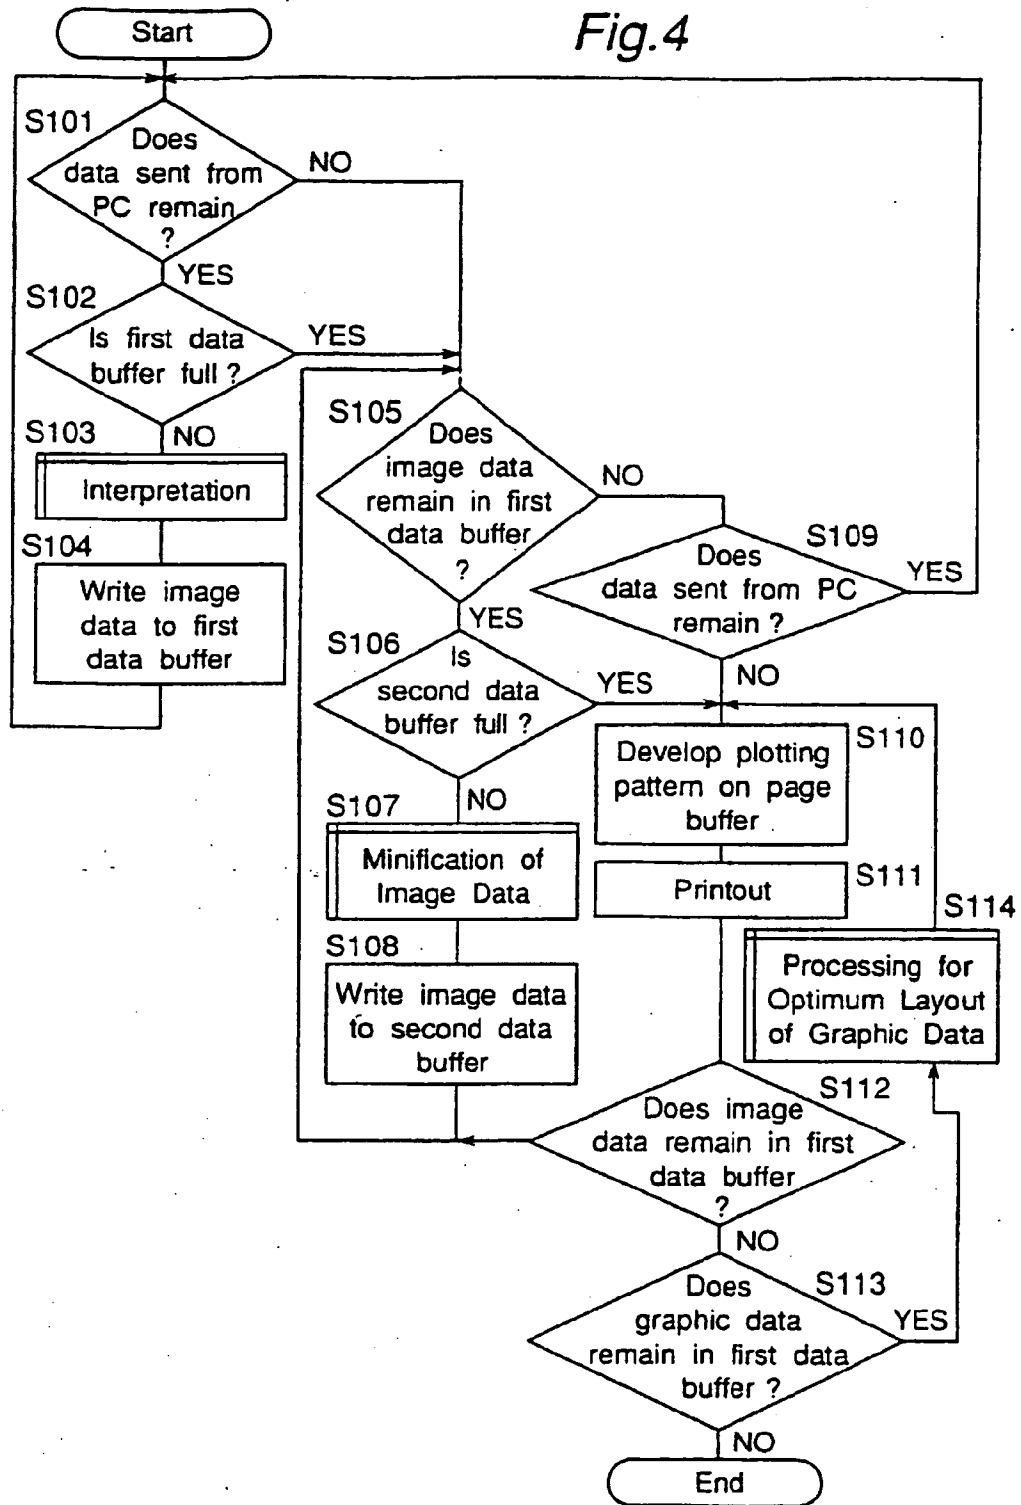 Fig.4
Start
S101
Does
data sent from
PC remain
?
NO
YES
S102
Is first data
buffer full ?
YES
NO
S103
Interpretation
S104
Write image
data to first
data buffer
S105
Does
image data
remain in first
data buffer
?
NO
YES
S106
Is
second data
buffer full ?
YES
NO
S107
Minification of
Image Data
S108
Write image data
to second data
buffer
S109
Does
data sent from PC
remain ?
YES
NO
S110
Develop plotting
pattern on page
buffer
S111
Printout
S114
Processing for
Optimum Layout
of Graphic Data
S112
Does image
data remain in first
data buffer
?
NO
S113
Does
graphic data
remain in first data
buffer ?
YES
NO
End